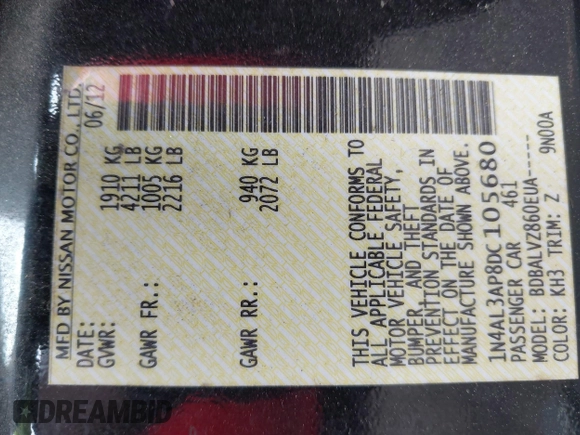 MFD BY NISSAN MOTOR CO., LTD.
DATE: 06/12
GVWR: 1910 KG
4211 LB
GAWR FR.: 1005 KG
2216 LB
GAWR RR.: 940 KG
2072 LB
THIS VEHICLE CONFORMS TO
ALL APPLICABLE FEDERAL
MOTOR VEHICLE SAFETY,
BUMPER, AND THEFT
PREVENTION STANDARDS IN
EFFECT ON THE DATE OF
MANUFACTURE SHOWN ABOVE.
1N4AL3AP8DC105680
PASSENGER CAR 461
MODEL: BDBALVZ860EUA-----
COLOR: KH3 TRIM: Z 9N00A
DREAMBID